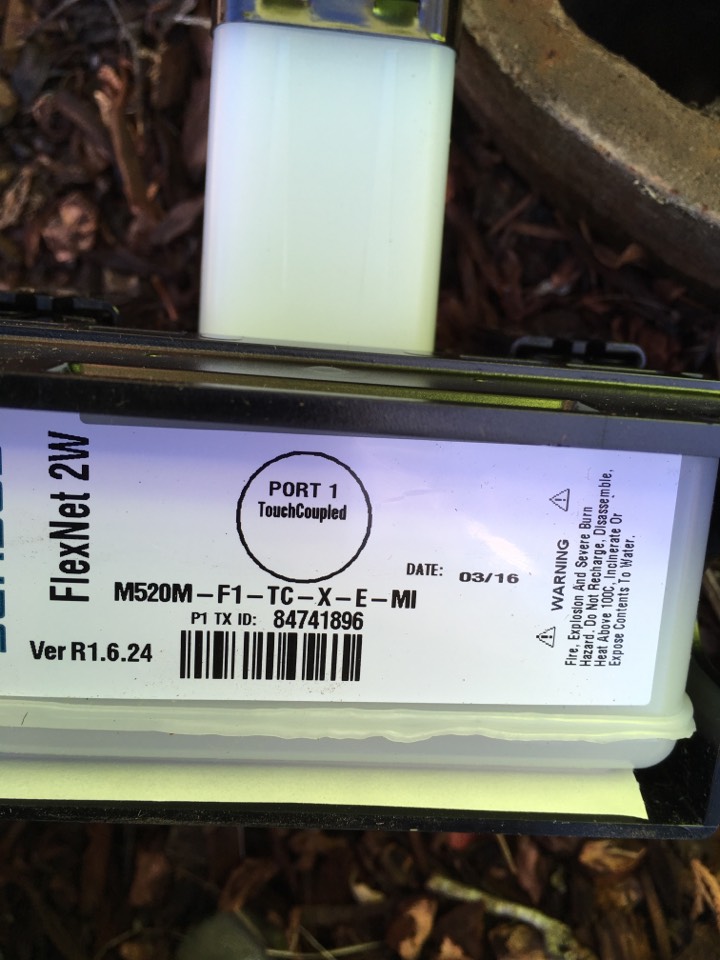 FlexNet 2W
PORT 1
TouchCoupled
DATE: 03/16
M520M-F1-TC-X-E-MI
P1 TX ID: 84741896
Ver R1.6.24
WARNING
Fire, Explosion And Severe Burn
Hazard. Do Not Recharge, Disassemble,
Heat Above 100C, Incinerate Or
Expose Contents To Water.